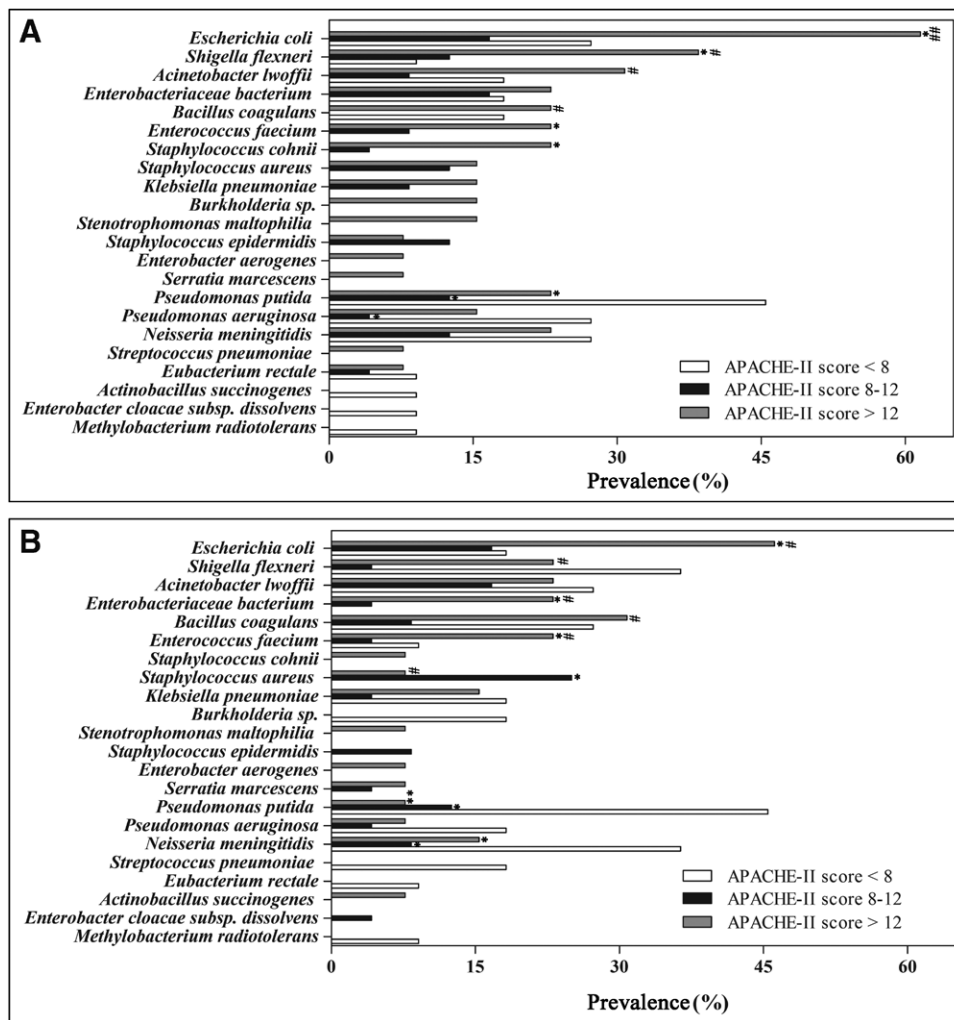 A
Escherichia coli * ##
Shigella flexneri * #
Acinetobacter lwoffii #
Enterobacteriaceae bacterium
Bacillus coagulans #
Enterococcus faecium *
Staphylococcus cohnii *
Staphylococcus aureus
Klebsiella pneumoniae
Burkholderia sp.
Stenotrophomonas maltophilia
Staphylococcus epidermidis
Enterobacter aerogenes
Serratia marcescens
Pseudomonas putida * *
Pseudomonas aeruginosa *
Neisseria meningitidis
Streptococcus pneumoniae
Eubacterium rectale
Actinobacillus succinogenes
Enterobacter cloacae subsp. dissolvens
Methylobacterium radiotolerans
APACHE-II score < 8
APACHE-II score 8-12
APACHE-II score > 12
0 15 30 45 60
Prevalence (%)
B
Escherichia coli * #
Shigella flexneri #
Acinetobacter lwoffii
Enterobacteriaceae bacterium * #
Bacillus coagulans #
Enterococcus faecium * #
Staphylococcus cohnii
Staphylococcus aureus # *
Klebsiella pneumoniae
Burkholderia sp.
Stenotrophomonas maltophilia
Staphylococcus epidermidis
Enterobacter aerogenes
Serratia marcescens *
Pseudomonas putida * *
Pseudomonas aeruginosa
Neisseria meningitidis * *
Streptococcus pneumoniae
Eubacterium rectale
Actinobacillus succinogenes
Enterobacter cloacae subsp. dissolvens
Methylobacterium radiotolerans
APACHE-II score < 8
APACHE-II score 8-12
APACHE-II score > 12
0 15 30 45 60
Prevalence (%)